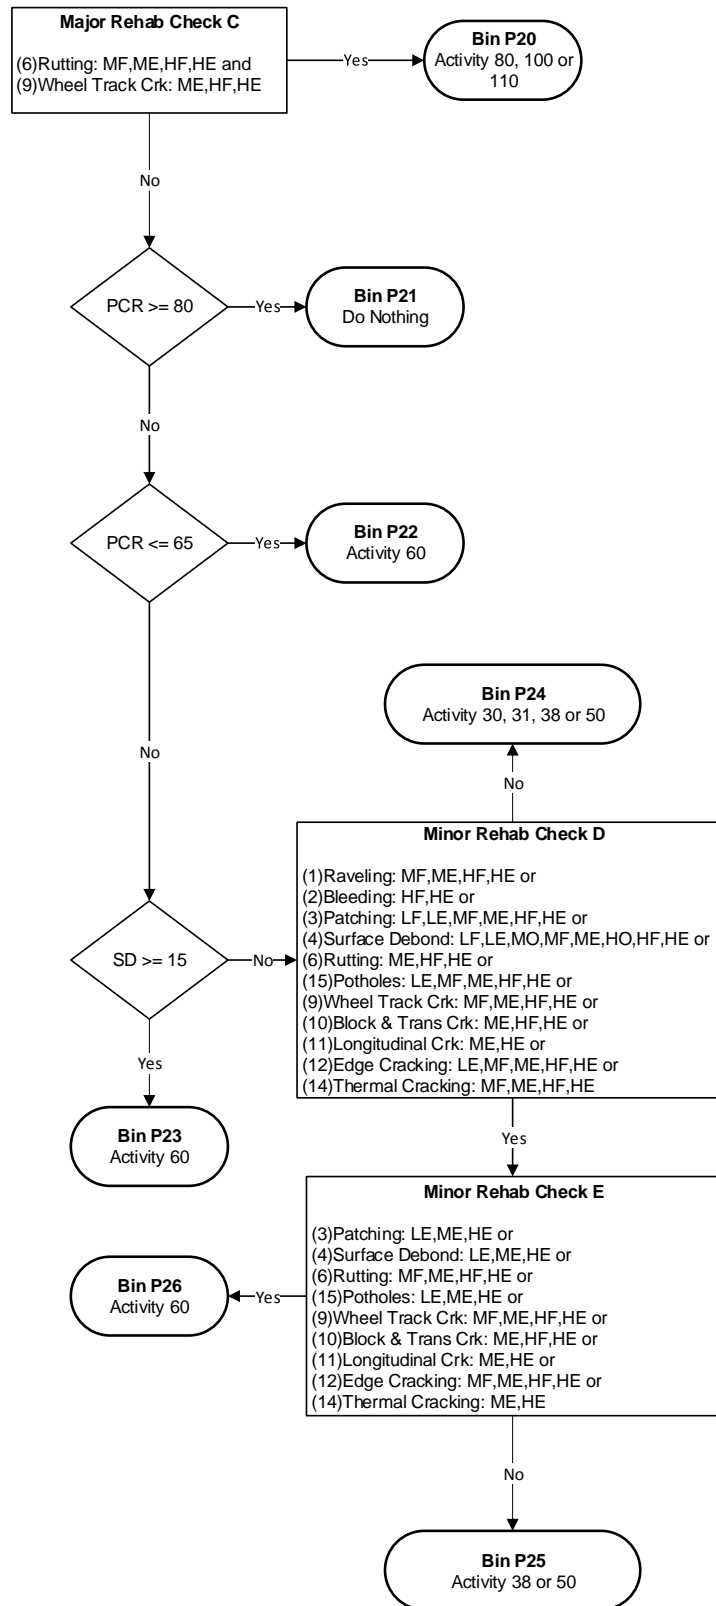 Major Rehab Check C
(6)Rutting: MF,ME,HF,HE and
(9)Wheel Track Crk: ME,HF,HE
Yes
Bin P20
Activity 80, 100 or
110
No
PCR >= 80
Yes
Bin P21
Do Nothing
No
PCR <= 65
Yes
Bin P22
Activity 60
No
Bin P24
Activity 30, 31, 38 or 50
No
SD >= 15
No
Minor Rehab Check D
(1)Raveling: MF,ME,HF,HE or
(2)Bleeding: HF,HE or
(3)Patching: LF,LE,MF,ME,HF,HE or
(4)Surface Debond: LF,LE,MO,MF,ME,HO,HF,HE or
(6)Rutting: ME,HF,HE or
(15)Potholes: LE,MF,ME,HF,HE or
(9)Wheel Track Crk: MF,ME,HF,HE or
(10)Block & Trans Crk: ME,HF,HE or
(11)Longitudinal Crk: ME,HE or
(12)Edge Cracking: LE,MF,ME,HF,HE or
(14)Thermal Cracking: MF,ME,HF,HE
Yes
Bin P23
Activity 60
Yes
Minor Rehab Check E
(3)Patching: LE,ME,HE or
(4)Surface Debond: LE,ME,HE or
(6)Rutting: MF,ME,HF,HE or
(15)Potholes: LE,ME,HE or
(9)Wheel Track Crk: MF,ME,HF,HE or
(10)Block & Trans Crk: ME,HF,HE or
(11)Longitudinal Crk: ME,HE or
(12)Edge Cracking: MF,ME,HF,HE or
(14)Thermal Cracking: ME,HE
Yes
Bin P26
Activity 60
No
Bin P25
Activity 38 or 50